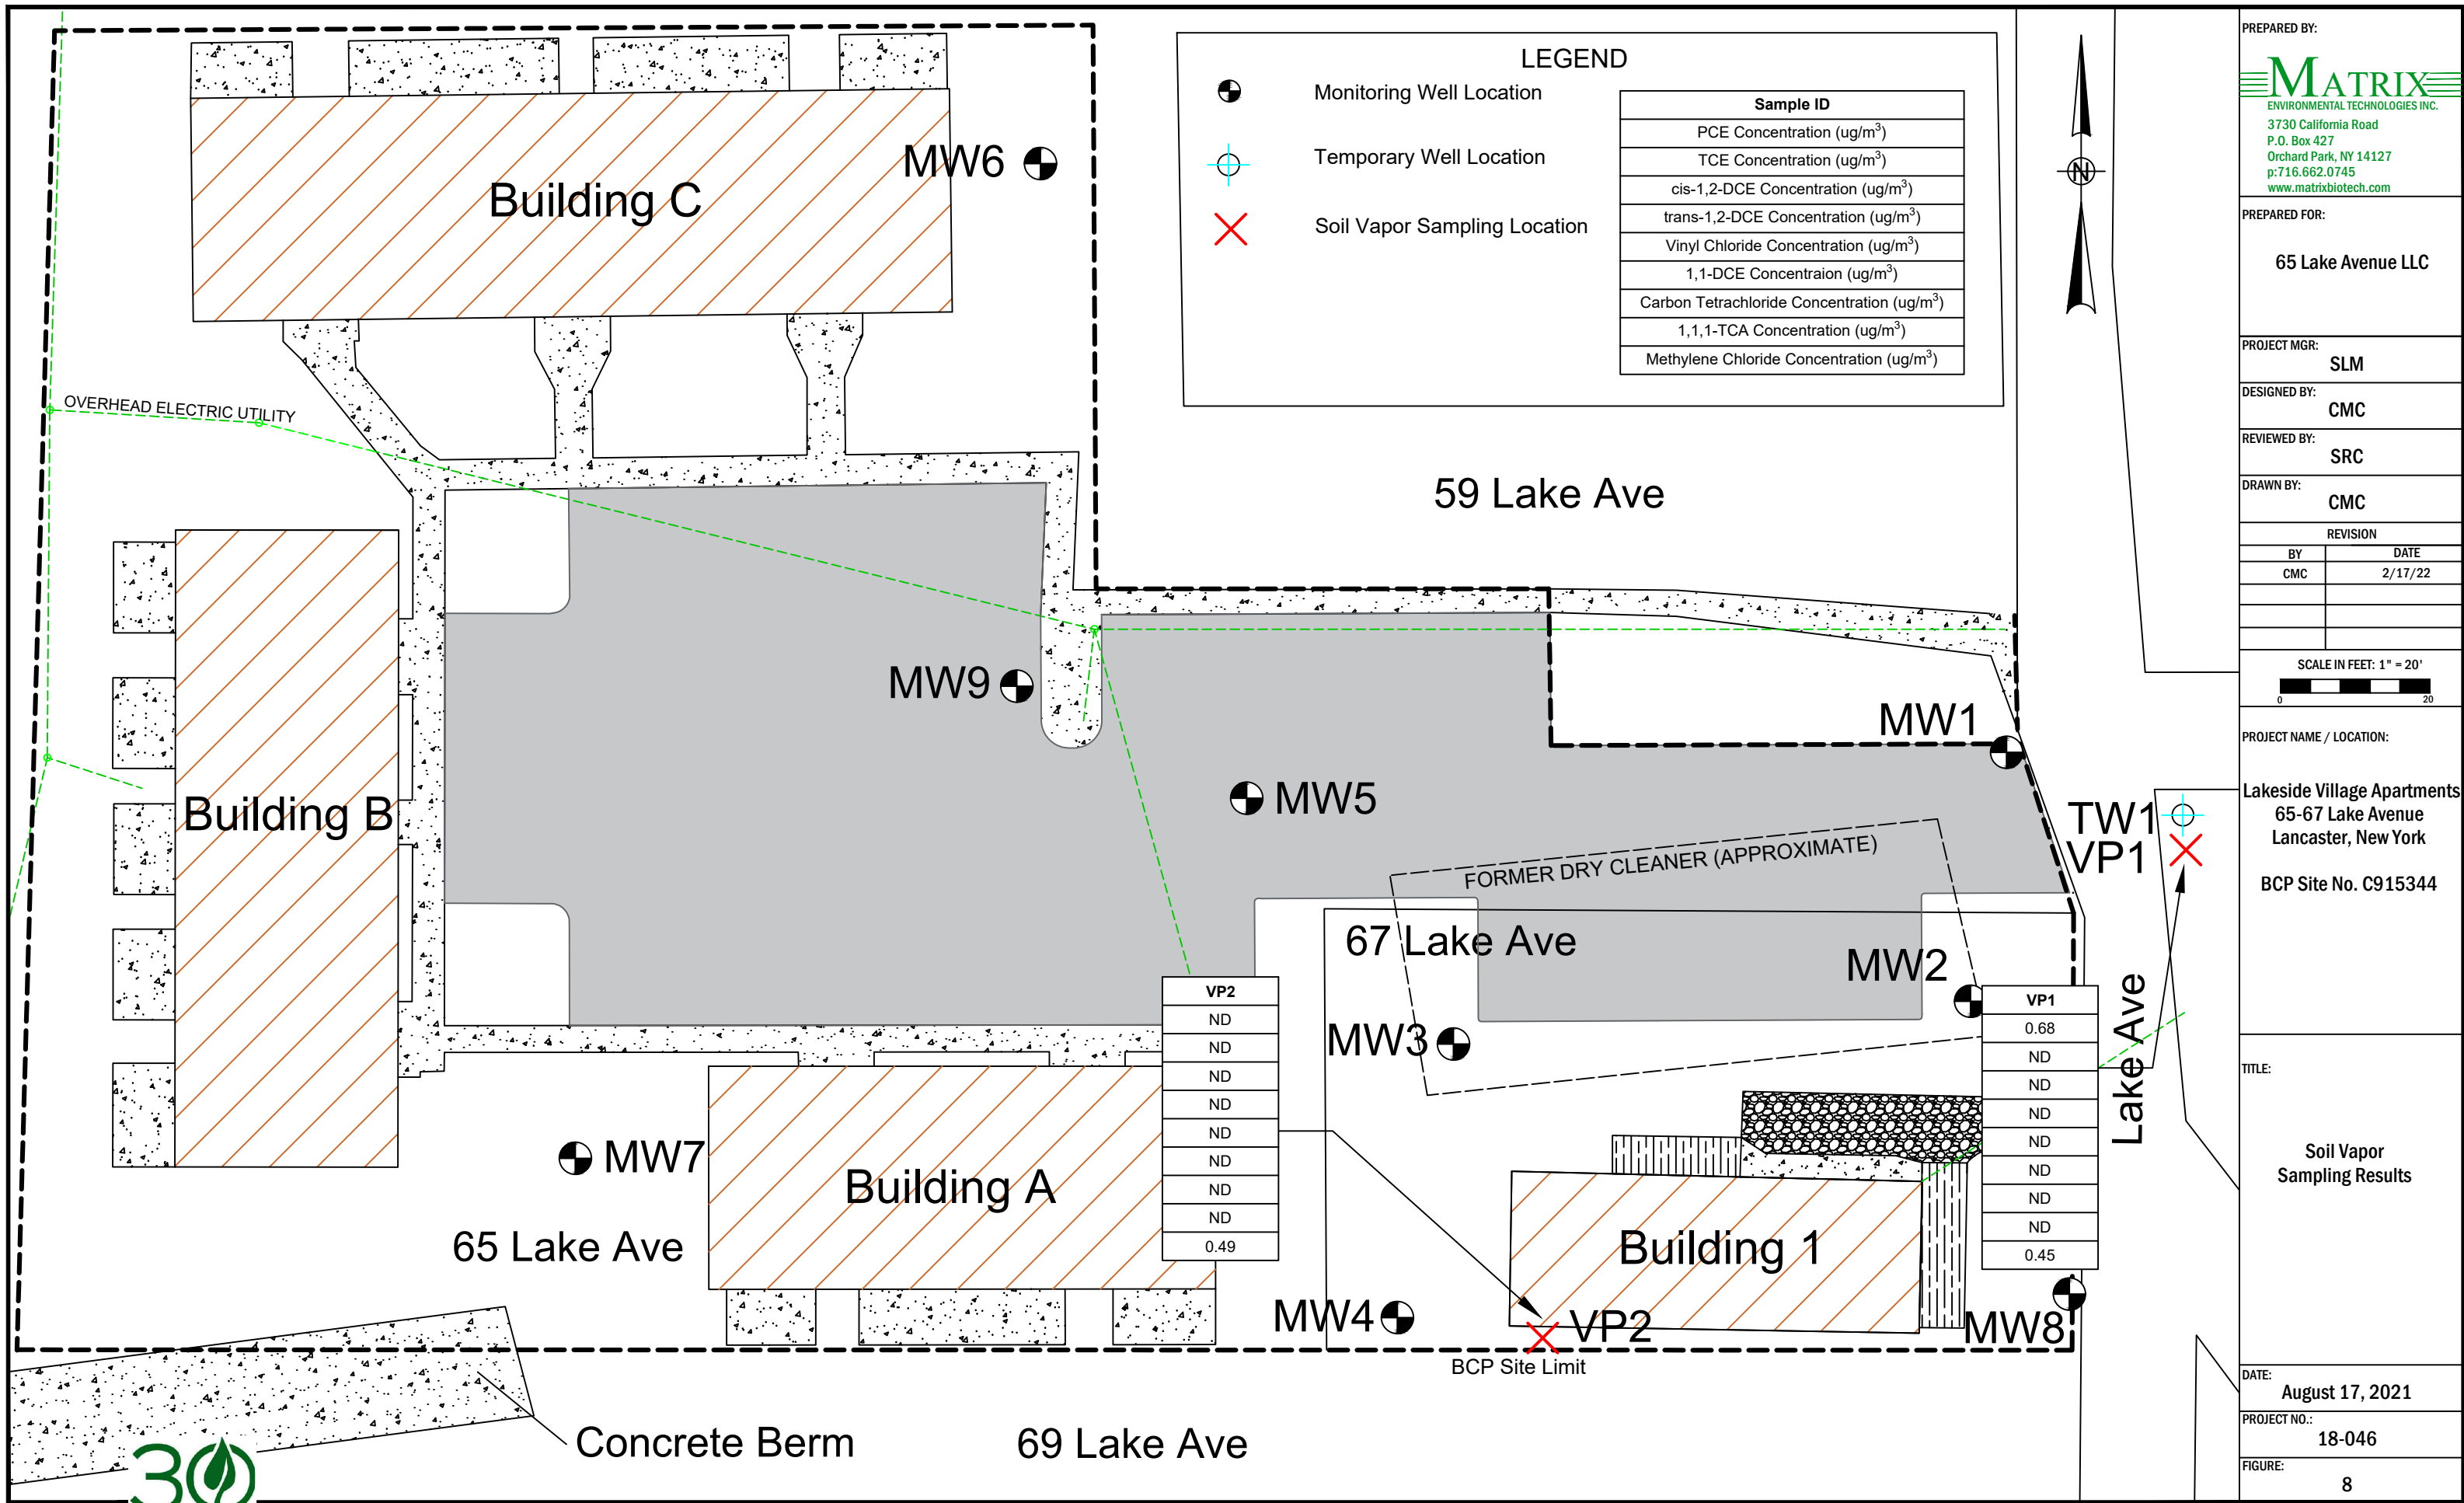 LEGEND
Monitoring Well Location
Temporary Well Location
Soil Vapor Sampling Location
Sample ID
PCE Concentration (ug/m³)
TCE Concentration (ug/m³)
cis-1,2-DCE Concentration (ug/m³)
trans-1,2-DCE Concentration (ug/m³)
Vinyl Chloride Concentration (ug/m³)
1,1-DCE Concentraion (ug/m³)
Carbon Tetrachloride Concentration (ug/m³)
1,1,1-TCA Concentration (ug/m³)
Methylene Chloride Concentration (ug/m³)
N
MW6
Building C
OVERHEAD ELECTRIC UTILITY
59 Lake Ave
MW9
MW1
MW5
Building B
TW1
VP1
FORMER DRY CLEANER (APPROXIMATE)
67 Lake Ave
MW2
MW3
VP2
ND
ND
ND
ND
ND
ND
ND
ND
0.49
VP1
0.68
ND
ND
ND
ND
ND
ND
ND
0.45
Lake Ave
MW7
Building A
65 Lake Ave
Building 1
MW4
VP2
MW8
BCP Site Limit
Concrete Berm
69 Lake Ave
30
PREPARED BY:
MATRIX
ENVIRONMENTAL TECHNOLOGIES INC.
3730 California Road
P.O. Box 427
Orchard Park, NY 14127
p:716.662.0745
www.matrixbiotech.com
PREPARED FOR:
65 Lake Avenue LLC
PROJECT MGR:
SLM
DESIGNED BY:
CMC
REVIEWED BY:
SRC
DRAWN BY:
CMC
REVISION
BY DATE
CMC 2/17/22
SCALE IN FEET: 1" = 20'
0 20
PROJECT NAME / LOCATION:
Lakeside Village Apartments
65-67 Lake Avenue
Lancaster, New York
BCP Site No. C915344
TITLE:
Soil Vapor
Sampling Results
DATE:
August 17, 2021
PROJECT NO.:
18-046
FIGURE:
8